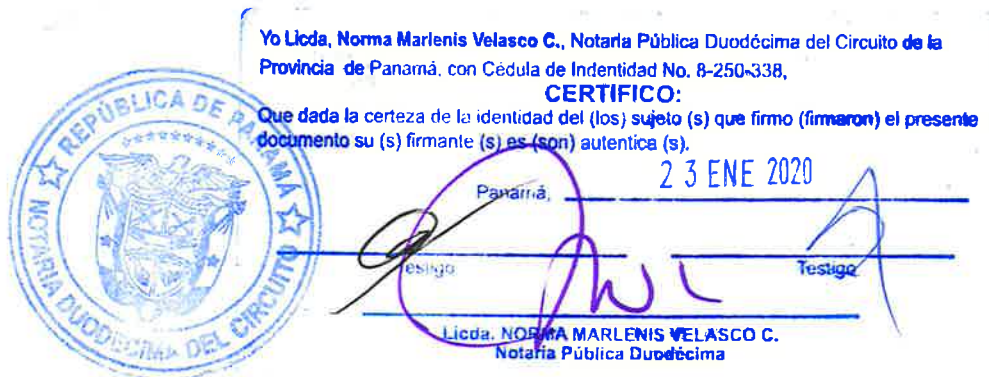 Yo Licda, Norma Marlenis Velasco C., Notaria Pública Duodécima del Circuito de la
Provincia de Panamá, con Cédula de Indentidad No. 8-250-338,
CERTIFICO:
Que dada la certeza de la identidad del (los) sujeto (s) que firmo (firmaron) el presente
documento su (s) firmante (s) es (son) autentica (s).
23 ENE 2020
Panamá,
Testigo
Testigo
Licda. NORMA MARLENIS VELASCO C.
Notaria Pública Duodécima
REPÚBLICA DE PANAMÁ
NOTARIA DUODECIMA DEL CIRCUITO